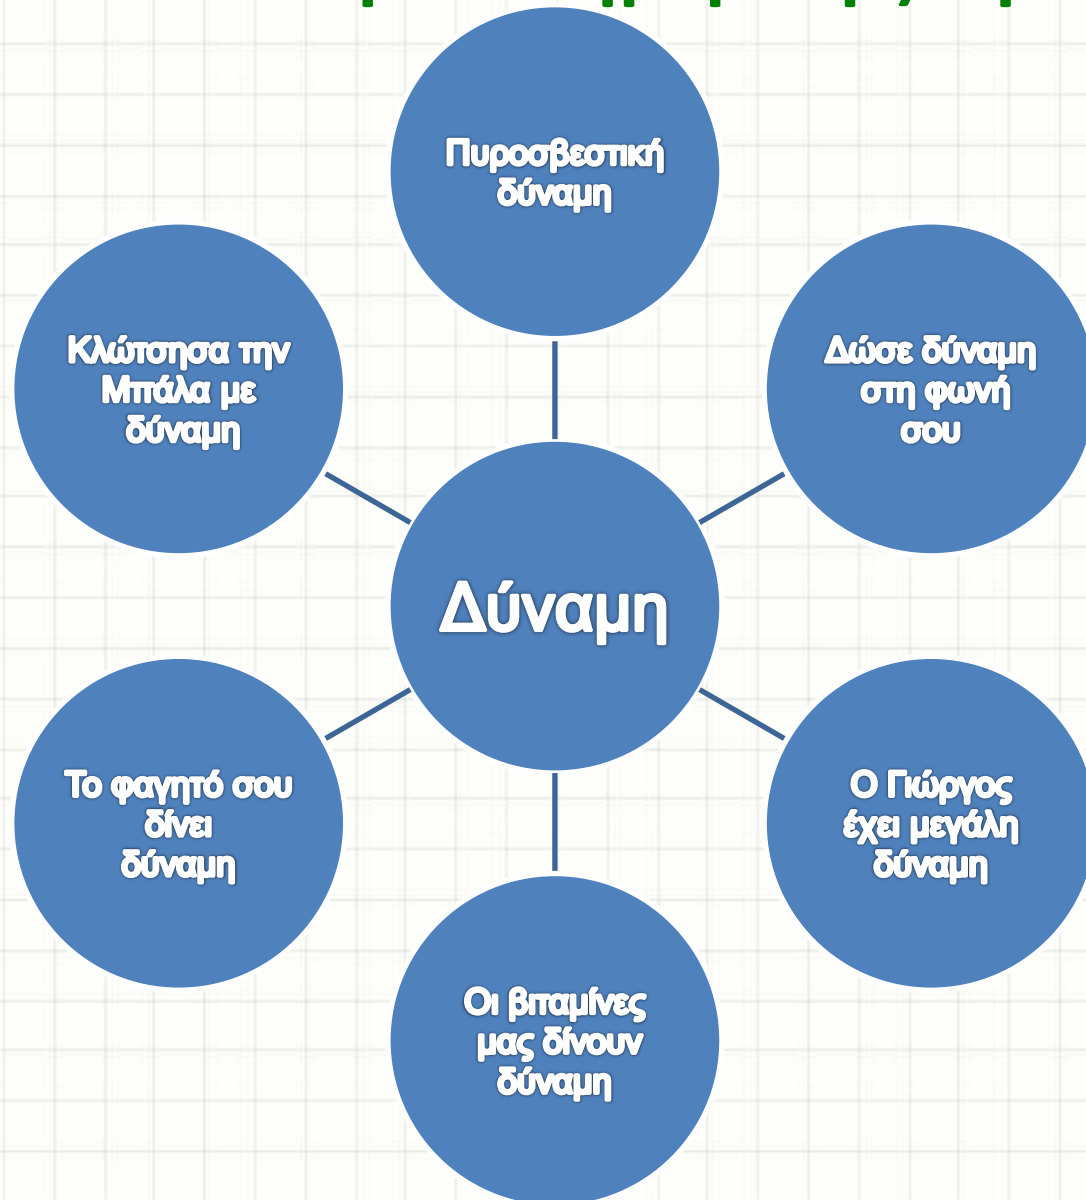 Πυροσβεστική
δύναμη
Δώσε δύναμη
στη φωνή
σου
Ο Γιώργος
έχει μεγάλη
δύναμη
Οι βιταμίνες
μας δίνουν
δύναμη
Το φαγητό σου
δίνει
δύναμη
Κλώτσησα την
Μπάλα με
δύναμη
Δύναμη